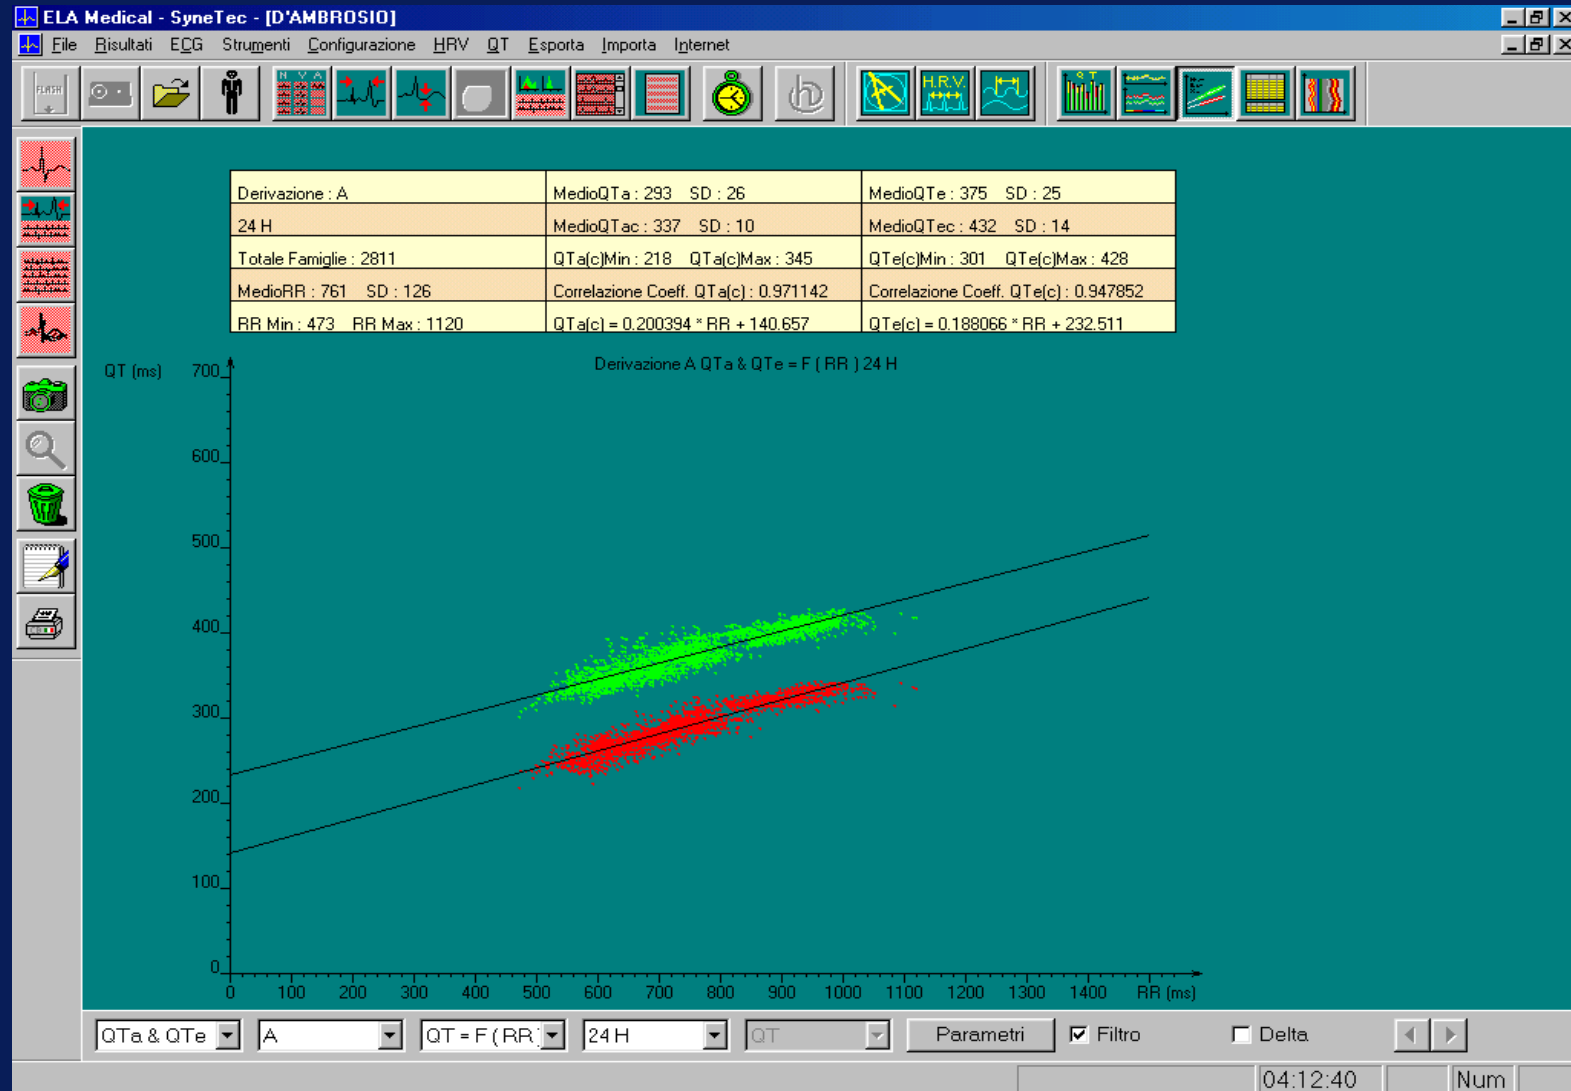 ELA Medical - SyneTec - [D'AMBROSIO]
File Risultati ECG Strumenti Configurazione HRV QT Esporta Importa Internet
FLASH N V A H.R.V. Q T
Derivazione : A MedioQTa : 293 SD : 26 MedioQTe : 375 SD : 25
24 H MedioQTac : 337 SD : 10 MedioQTec : 432 SD : 14
Totale Famiglie : 2811 QTa(c)Min : 218 QTa(c)Max : 345 QTe(c)Min : 301 QTe(c)Max : 428
MedioRR : 761 SD : 126 Correlazione Coeff. QTa(c) : 0.971142 Correlazione Coeff. QTe(c) : 0.947852
RR Min : 473 RR Max : 1120 QTa(c) = 0.200394 * RR + 140.657 QTe(c) = 0.188066 * RR + 232.511
Derivazione A QTa & QTe = F ( RR ) 24 H
QT (ms) 700
600
500
400
300
200
100
0
0 100 200 300 400 500 600 700 800 900 1000 1100 1200 1300 1400 RR (ms)
QTa & QTe A QT = F ( RR ) 24 H QT Parametri Filtro Delta
04:12:40 Num